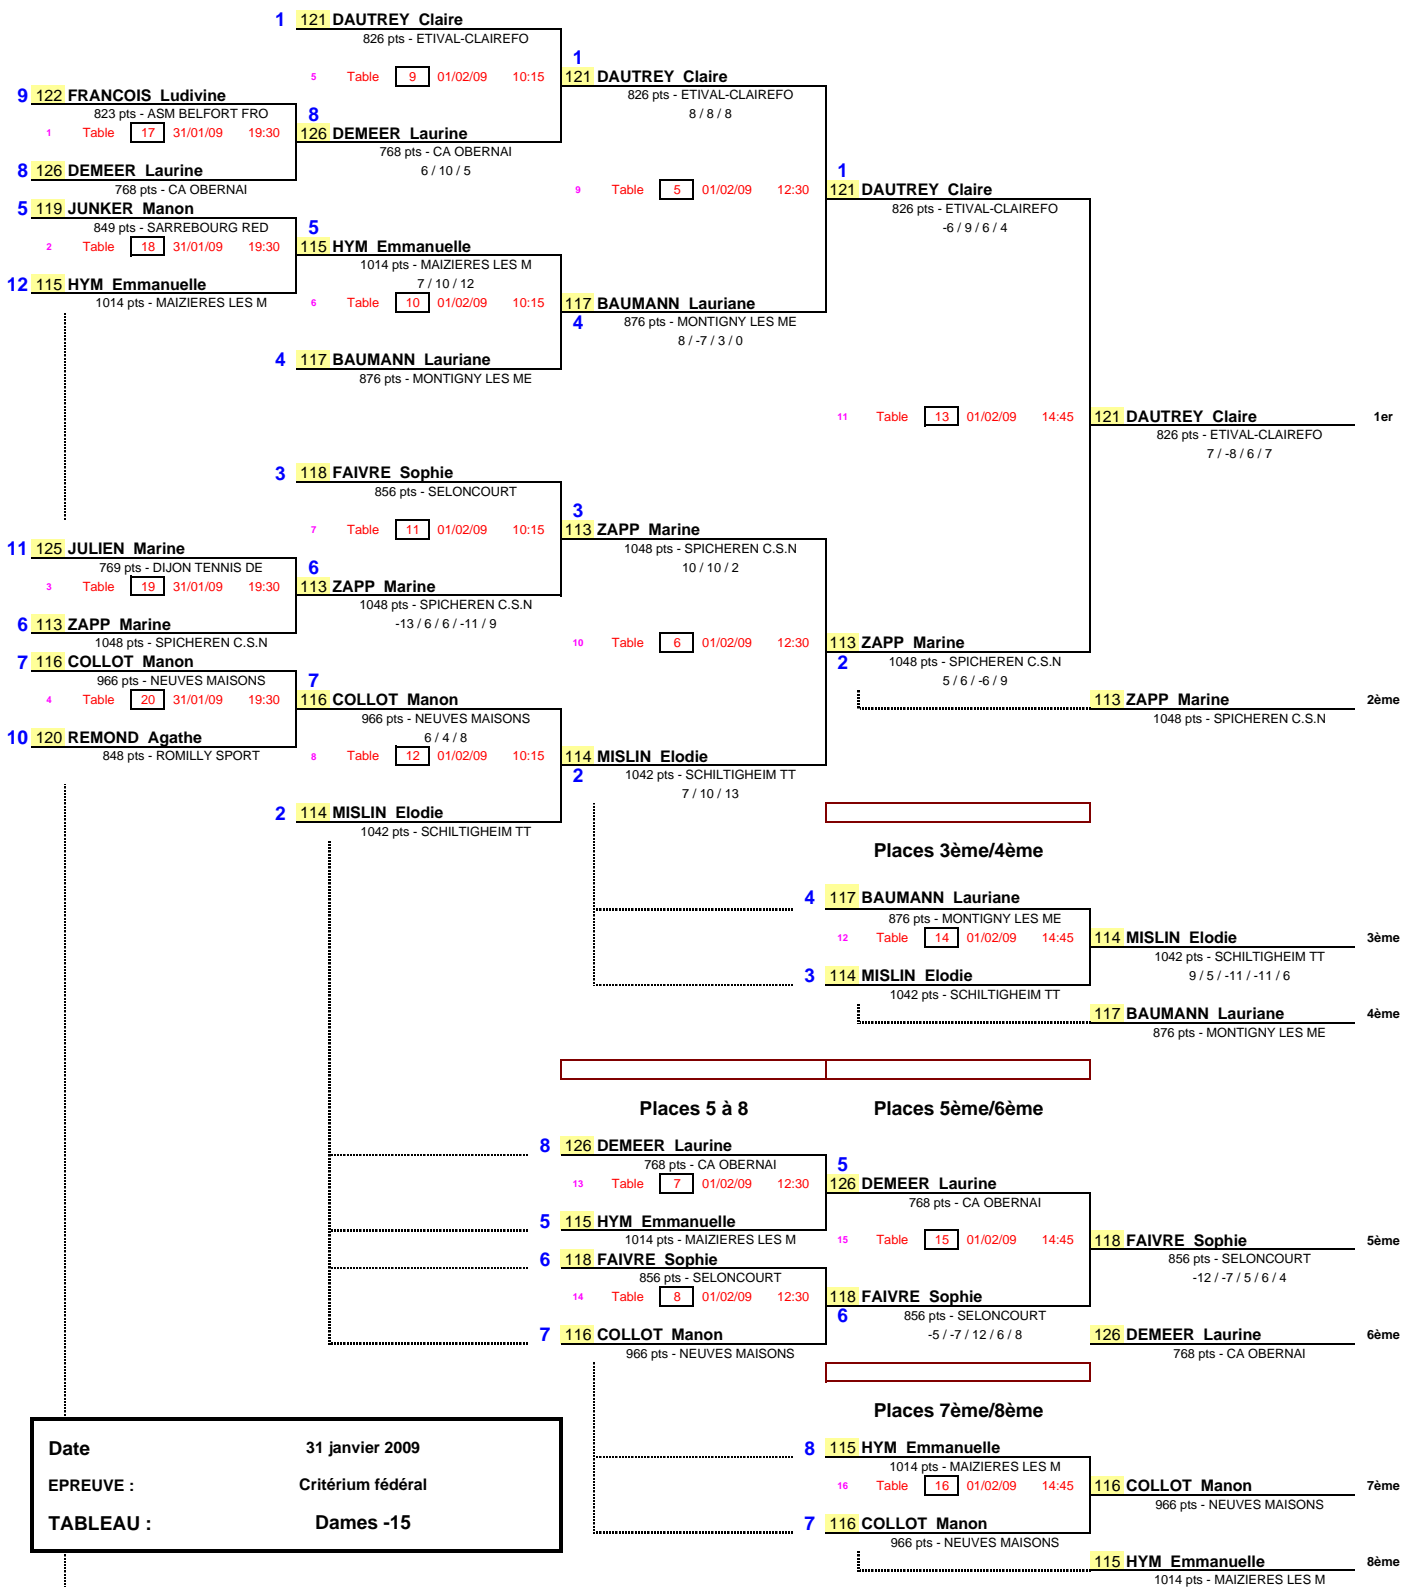 1 121 DAUTREY Claire
826 pts - ETIVAL-CLAIREFO
1
5 Table 9 01/02/09 10:15 121 DAUTREY Claire
9 122 FRANCOIS Ludivine 826 pts - ETIVAL-CLAIREFO
823 pts - ASM BELFORT FRO 8 8 / 8 / 8
1 Table 17 31/01/09 19:30 126 DEMEER Laurine
768 pts - CA OBERNAI
8 126 DEMEER Laurine 6 / 10 / 5 1
768 pts - CA OBERNAI 9 Table 5 01/02/09 12:30 121 DAUTREY Claire
5 119 JUNKER Manon 826 pts - ETIVAL-CLAIREFO
849 pts - SARREBOURG RED 5 -6 / 9 / 6 / 4
2 Table 18 31/01/09 19:30 115 HYM Emmanuelle
1014 pts - MAIZIERES LES M
12 115 HYM Emmanuelle 7 / 10 / 12
1014 pts - MAIZIERES LES M 6 Table 10 01/02/09 10:15 117 BAUMANN Lauriane
4 876 pts - MONTIGNY LES ME
8 / -7 / 3 / 0
4 117 BAUMANN Lauriane
876 pts - MONTIGNY LES ME
11 Table 13 01/02/09 14:45 121 DAUTREY Claire 1er
826 pts - ETIVAL-CLAIREFO
7 / -8 / 6 / 7
3 118 FAIVRE Sophie
856 pts - SELONCOURT
3
7 Table 11 01/02/09 10:15 113 ZAPP Marine
11 125 JULIEN Marine 1048 pts - SPICHEREN C.S.N
769 pts - DIJON TENNIS DE 6 10 / 10 / 2
3 Table 19 31/01/09 19:30 113 ZAPP Marine
1048 pts - SPICHEREN C.S.N
6 113 ZAPP Marine -13 / 6 / 6 / -11 / 9
1048 pts - SPICHEREN C.S.N 10 Table 6 01/02/09 12:30 113 ZAPP Marine
7 116 COLLOT Manon 2 1048 pts - SPICHEREN C.S.N
966 pts - NEUVES MAISONS 7 5 / 6 / -6 / 9
4 Table 20 31/01/09 19:30 116 COLLOT Manon 113 ZAPP Marine 2ème
966 pts - NEUVES MAISONS 1048 pts - SPICHEREN C.S.N
10 120 REMOND Agathe 6 / 4 / 8
848 pts - ROMILLY SPORT 8 Table 12 01/02/09 10:15 114 MISLIN Elodie
2 1042 pts - SCHILTIGHEIM TT
7 / 10 / 13
2 114 MISLIN Elodie
1042 pts - SCHILTIGHEIM TT
Places 3ème/4ème
4 117 BAUMANN Lauriane
876 pts - MONTIGNY LES ME
12 Table 14 01/02/09 14:45 114 MISLIN Elodie 3ème
1042 pts - SCHILTIGHEIM TT
3 114 MISLIN Elodie 9 / 5 / -11 / -11 / 6
1042 pts - SCHILTIGHEIM TT
117 BAUMANN Lauriane 4ème
876 pts - MONTIGNY LES ME
Places 5 à 8 Places 5ème/6ème
8 126 DEMEER Laurine
768 pts - CA OBERNAI 5
13 Table 7 01/02/09 12:30 126 DEMEER Laurine
768 pts - CA OBERNAI
5 115 HYM Emmanuelle
1014 pts - MAIZIERES LES M 15 Table 15 01/02/09 14:45 118 FAIVRE Sophie 5ème
6 118 FAIVRE Sophie 856 pts - SELONCOURT
856 pts - SELONCOURT -12 / -7 / 5 / 6 / 4
14 Table 8 01/02/09 12:30 118 FAIVRE Sophie
6 856 pts - SELONCOURT
7 116 COLLOT Manon -5 / -7 / 12 / 6 / 8 126 DEMEER Laurine 6ème
966 pts - NEUVES MAISONS 768 pts - CA OBERNAI
Places 7ème/8ème
Date 31 janvier 2009 8 115 HYM Emmanuelle
1014 pts - MAIZIERES LES M
EPREUVE : Critérium fédéral 16 Table 16 01/02/09 14:45 116 COLLOT Manon 7ème
966 pts - NEUVES MAISONS
TABLEAU : Dames -15 7 116 COLLOT Manon
966 pts - NEUVES MAISONS
115 HYM Emmanuelle 8ème
1014 pts - MAIZIERES LES M